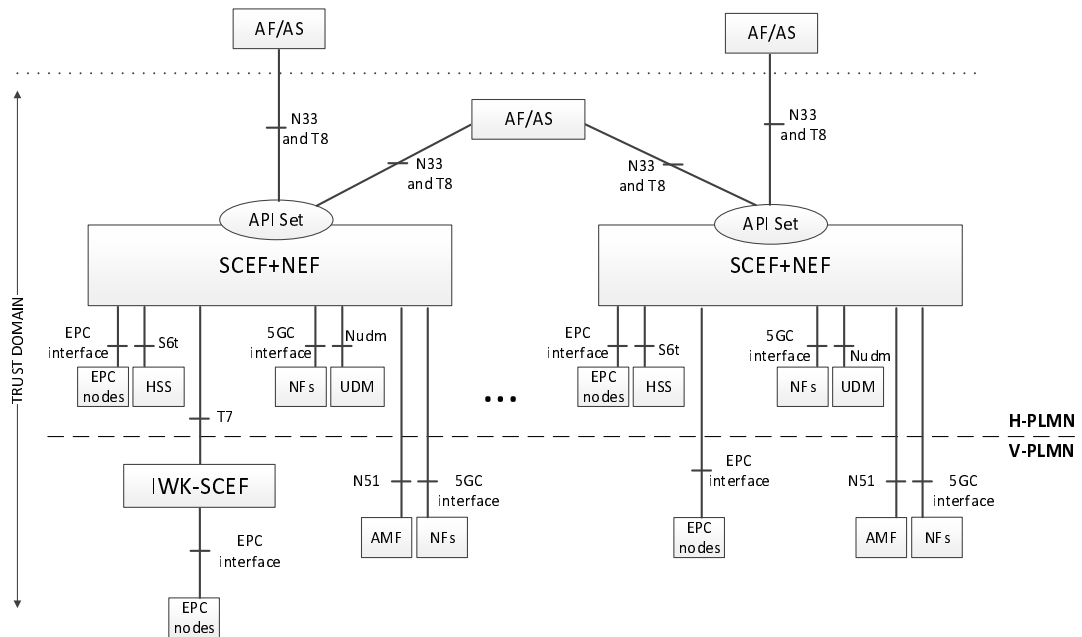 AF/AS
AF/AS
AF/AS
N33
and T8
N33
and T8
N33
and T8
N33
and T8
API Set
API Set
SCEF+NEF
SCEF+NEF
TRUST DOMAIN
EPC
interface
S6t
5GC
interface
Nudm
EPC
interface
S6t
5GC
interface
Nudm
EPC
nodes
HSS
NFs
UDM
...
EPC
nodes
HSS
NFs
UDM
T7
H-PLMN
V-PLMN
IWK-SCEF
N51
5GC
interface
EPC
interface
N51
5GC
interface
AMF
NFs
EPC
nodes
AMF
NFs
EPC
interface
EPC
nodes